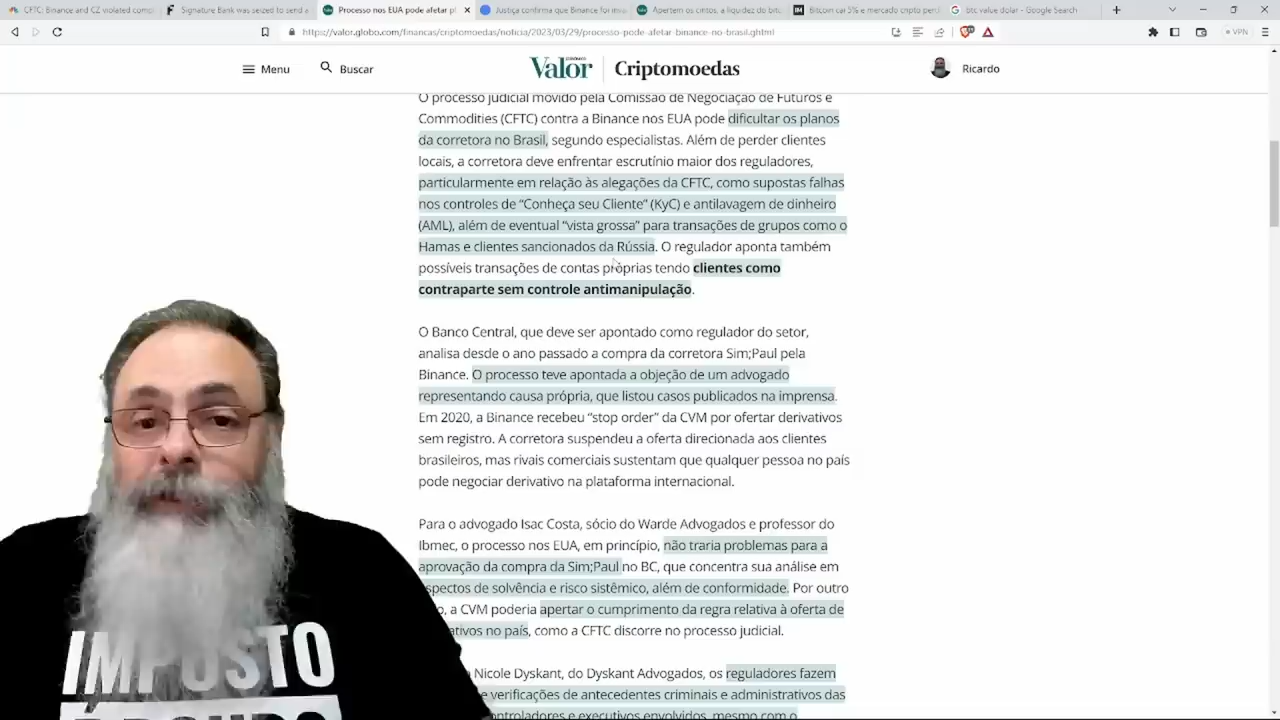 CFTC: Binance and CZ violated compl
Signature Bank was seized to send a
Processo nos EUA pode afetar pl
Justiça confirma que Binance foi inva
Apertem os cintos, a liquidez do bitc
Bitcoin cai 5% e mercado cripto perd
btc value dolar - Google Search
https://valor.globo.com/financas/criptomoedas/noticia/2023/03/29/processo-pode-afetar-binance-no-brasil.ghtml
VPN
Menu
Buscar
Valor
Criptomoedas
Ricardo
O processo judicial movido pela Comissão de Negociação de Futuros e
Commodities (CFTC) contra a Binance nos EUA pode dificultar os planos
da corretora no Brasil, segundo especialistas. Além de perder clientes
locais, a corretora deve enfrentar escrutínio maior dos reguladores,
particularmente em relação às alegações da CFTC, como supostas falhas
nos controles de “Conheça seu Cliente” (KyC) e antilavagem de dinheiro
(AML), além de eventual “vista grossa” para transações de grupos como o
Hamas e clientes sancionados da Rússia. O regulador aponta também
possíveis transações de contas próprias tendo clientes como
contraparte sem controle antimanipulação.
O Banco Central, que deve ser apontado como regulador do setor,
analisa desde o ano passado a compra da corretora Sim;Paul pela
Binance. O processo teve apontada a objeção de um advogado
representando causa própria, que listou casos publicados na imprensa.
Em 2020, a Binance recebeu “stop order” da CVM por ofertar derivativos
sem registro. A corretora suspendeu a oferta direcionada aos clientes
brasileiros, mas rivais comerciais sustentam que qualquer pessoa no país
pode negociar derivativo na plataforma internacional.
Para o advogado Isac Costa, sócio do Warde Advogados e professor do
Ibmec, o processo nos EUA, em princípio, não traria problemas para a
aprovação da compra da Sim;Paul no BC, que concentra sua análise em
spectos de solvência e risco sistêmico, além de conformidade. Por outro
o, a CVM poderia apertar o cumprimento da regra relativa à oferta de
ativos no país, como a CFTC discorre no processo judicial.
Nicole Dyskant, do Dyskant Advogados, os reguladores fazem
e verificações de antecedentes criminais e administrativos das
ontroladores e executivos envolvidos, mesmo com o
IMPOSTO